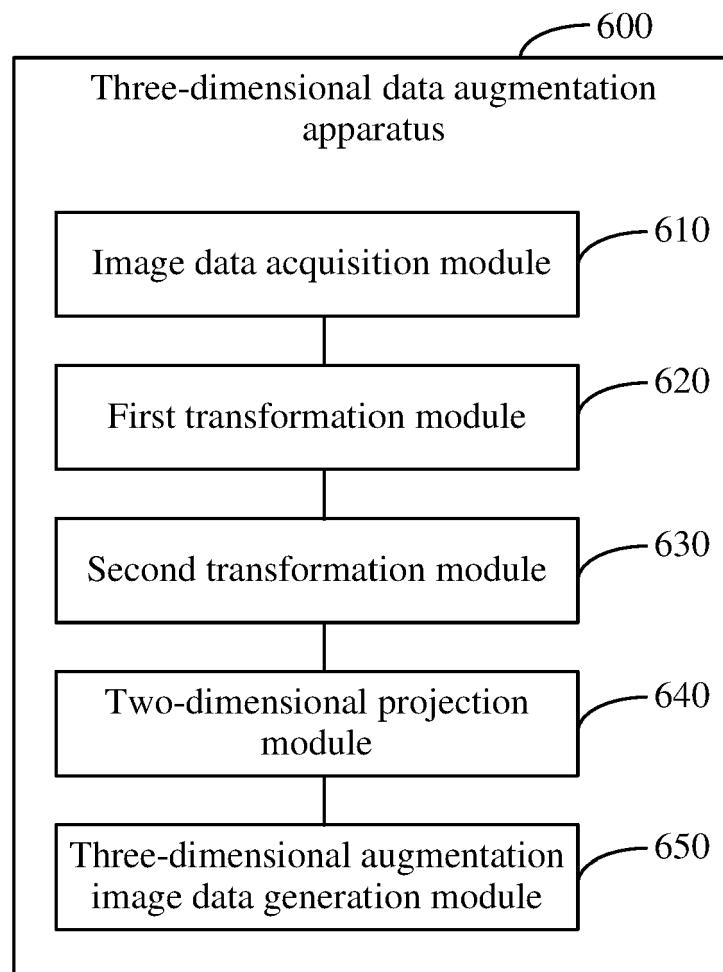 600
Three-dimensional data augmentation
apparatus
610
Image data acquisition module
620
First transformation module
630
Second transformation module
640
Two-dimensional projection
module
650
Three-dimensional augmentation
image data generation module